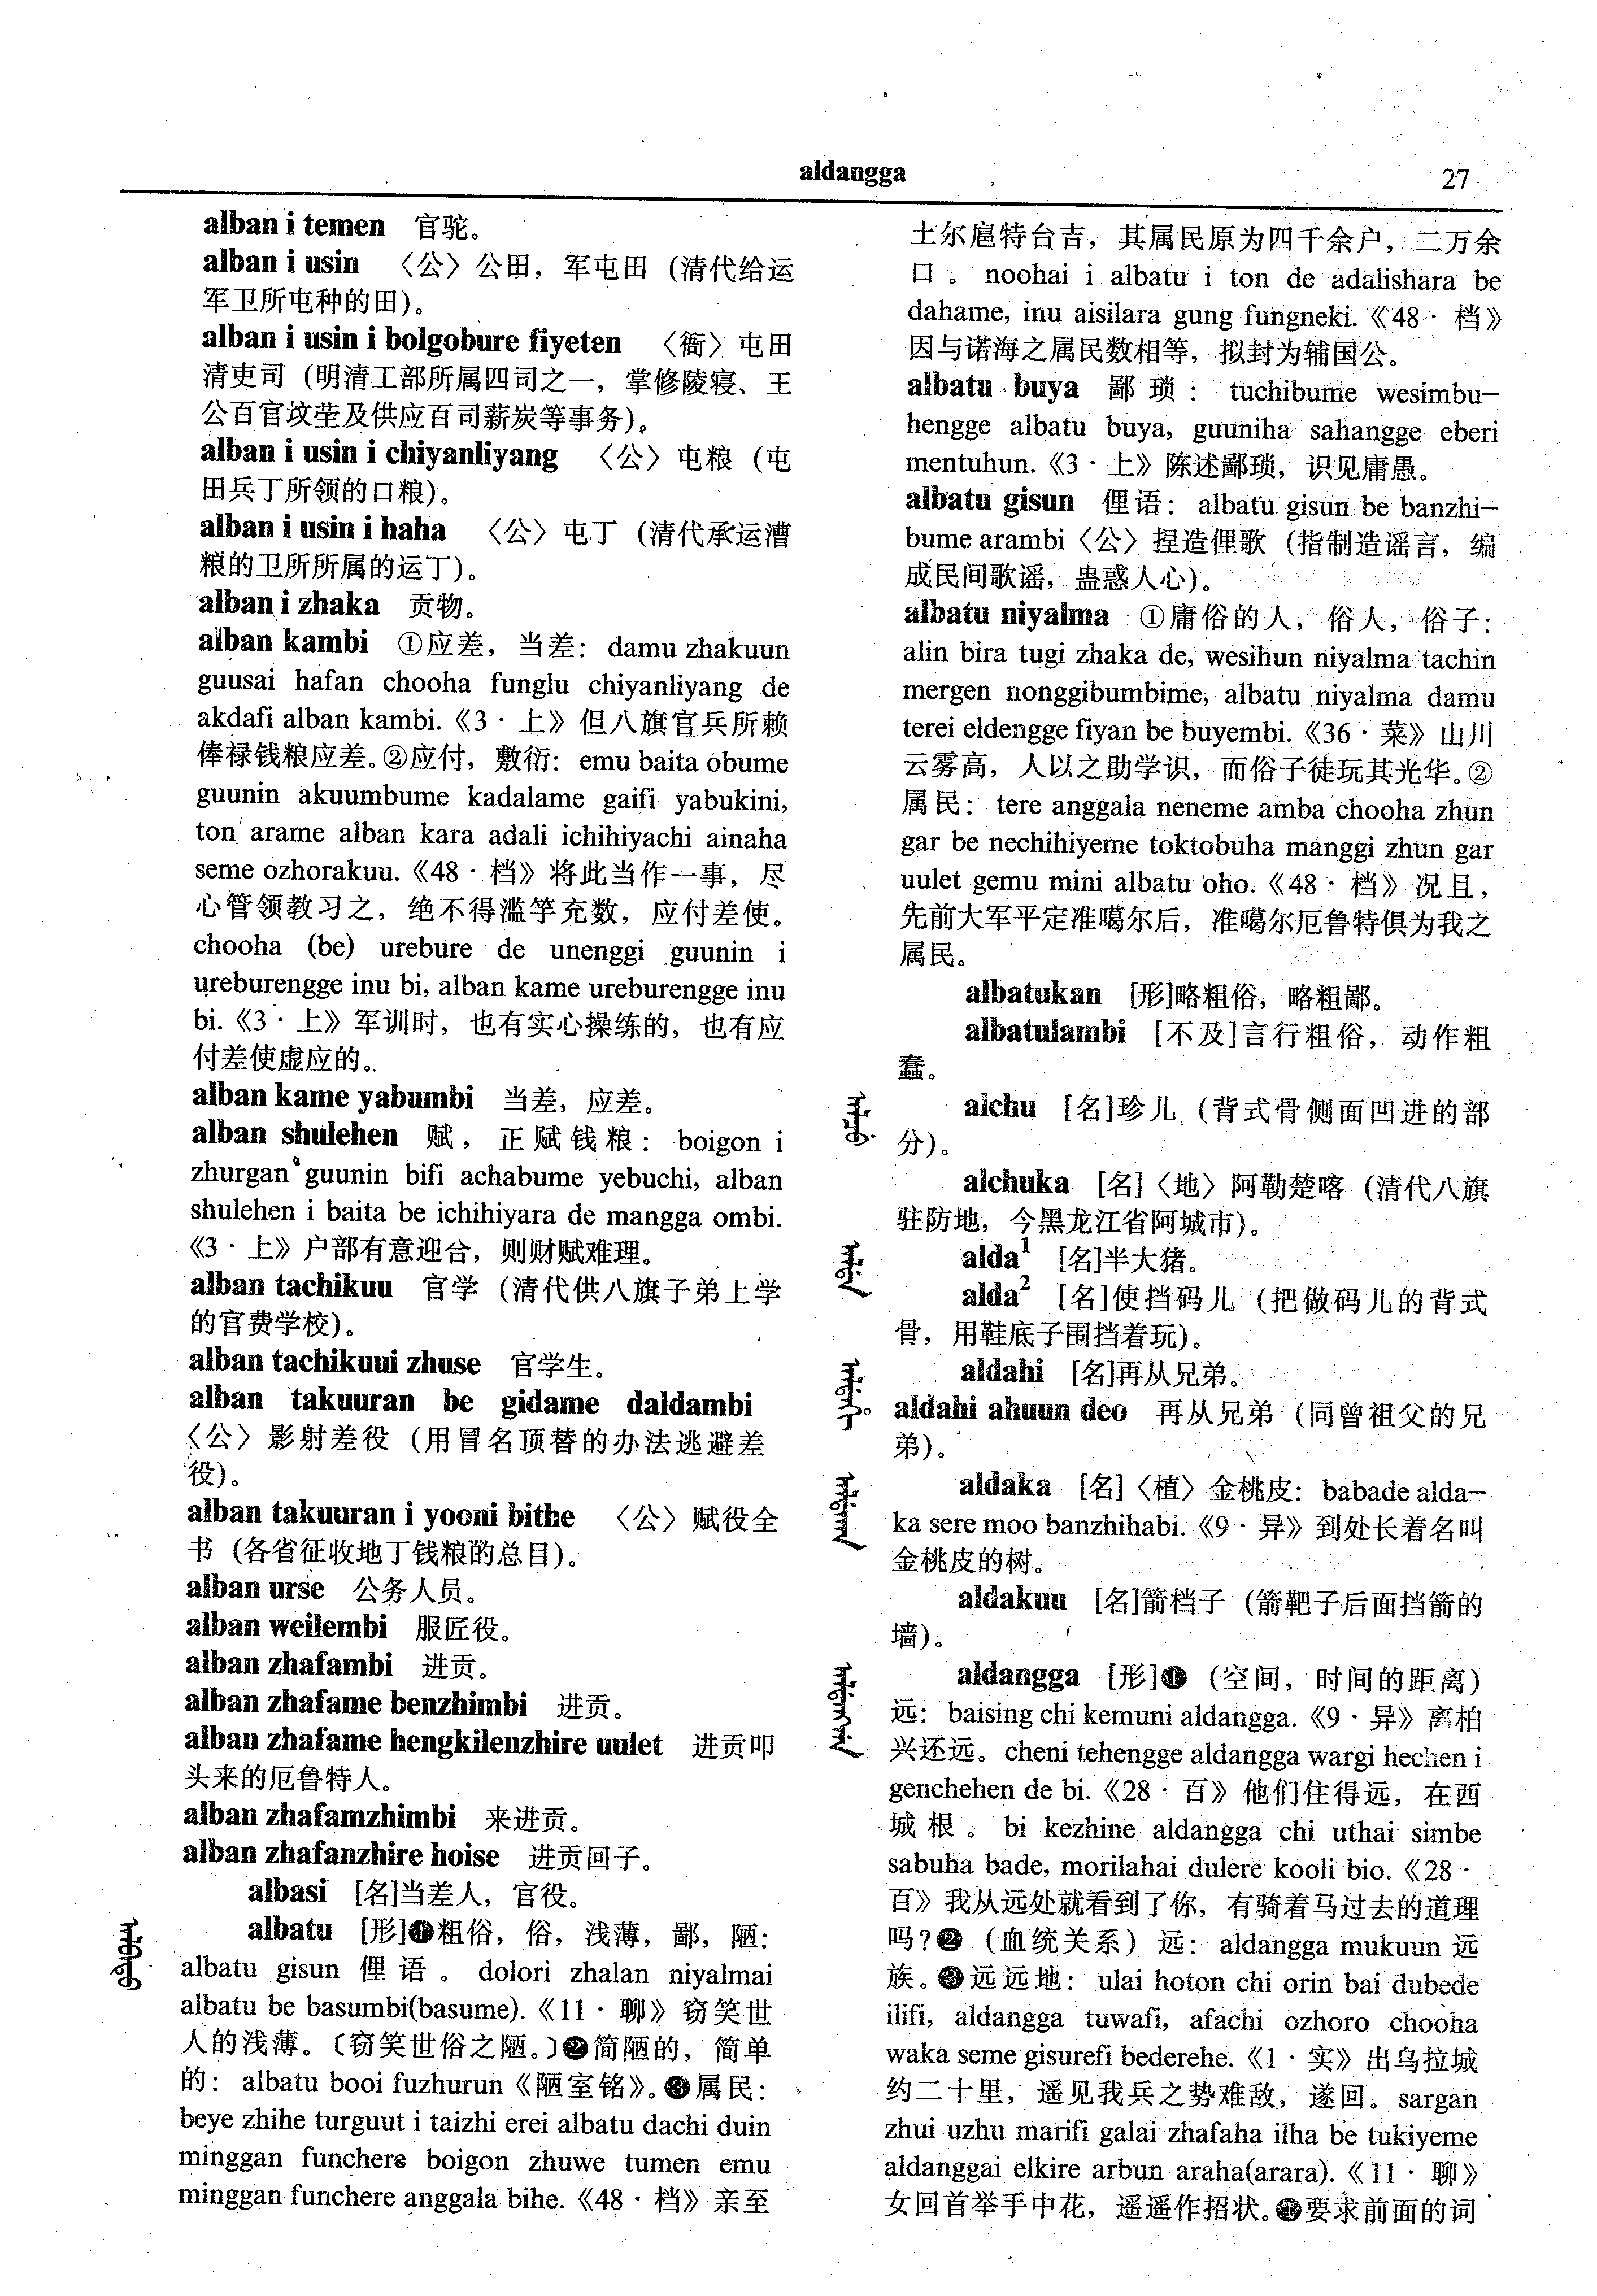 aldangga
27
alban i temen 官驼。
alban i usin 〈公〉公田，军屯田（清代给运
军卫所屯种的田）。
alban i usin i bolgobure fiyeten 〈衙〉屯田
清吏司（明清工部所属四司之一，掌修陵寝、王
公百官坟茔及供应百司薪炭等事务）。
alban i usin i chiyanliyang 〈公〉屯粮（屯
田兵丁所领的口粮）。
alban i usin i haha 〈公〉屯丁（清代承运漕
粮的卫所所属的运丁）。
alban i zhaka 贡物。
alban kambi ①应差，当差：damu zhakuun
guusai hafan chooha funglu chiyanliyang de
akdafi alban kambi.《3·上》但八旗官兵所赖
俸禄钱粮应差。②应付，敷衍：emu baita obume
guunin akuumbume kadalame gaifi yabukini,
ton arame alban kara adali ichihiyachi ainaha
seme ozhorakuu.《48·档》将此当作一事，尽
心管领教习之，绝不得滥竽充数，应付差使。
chooha (be) urebure de unenggi guunin i
ureburengge inu bi, alban kame ureburengge inu
bi.《3·上》军训时，也有实心操练的，也有应
付差使虚应的。
alban kame yabumbi 当差，应差。
alban shulehen 赋，正赋钱粮：boigon i
zhurgan guunin bifi achabume yebuchi, alban
shulehen i baita be ichihiyara de mangga ombi.
《3·上》户部有意迎合，则财赋难理。
alban tachikuu 官学（清代供八旗子弟上学
的官费学校）。
alban tachikuui zhuse 官学生。
alban takuuran be gidame daldambi
〈公〉影射差役（用冒名顶替的办法逃避差
役）。
alban takuuran i yooni bithe 〈公〉赋役全
书（各省征收地丁钱粮的总目）。
alban urse 公务人员。
alban weilembi 服匠役。
alban zhafambi 进贡。
alban zhafame benzhimbi 进贡。
alban zhafame hengkilenzhire uulet 进贡叩
头来的厄鲁特人。
alban zhafamzhimbi 来进贡。
alban zhafanzhire hoise 进贡回子。
albasi [名]当差人，官役。
albatu [形]❶粗俗，俗，浅薄，鄙，陋：
albatu gisun 俚语。dolori zhalan niyalmai
albatu be basumbi(basume).《11·聊》窃笑世
人的浅薄。〔窃笑世俗之陋。〕❷简陋的，简单
的：albatu booi fuzhurun《陋室铭》。❸属民：
beye zhihe turguut i taizhi erei albatu dachi duin
minggan funchere boigon zhuwe tumen emu
minggan funchere anggala bihe.《48·档》亲至
土尔扈特台吉，其属民原为四千余户，二万余
口。noohai i albatu i ton de adalishara be
dahame, inu aisilara gung fungneki.《48·档》
因与诺海之属民数相等，拟封为辅国公。
albatu buya 鄙琐：tuchibume wesimbu-
hengge albatu buya, guuniha sahangge eberi
mentuhun.《3·上》陈述鄙琐，识见庸愚。
albatu gisun 俚语：albatu gisun be banzhi-
bume arambi〈公〉捏造俚歌（指制造谣言，编
成民间歌谣，蛊惑人心）。
albatu niyalma ①庸俗的人，俗人，俗子：
alin bira tugi zhaka de, wesihun niyalma tachin
mergen nonggibumbime, albatu niyalma damu
terei eldengge fiyan be buyembi.《36·菜》山川
云雾高，人以之助学识，而俗子徒玩其光华。②
属民：tere anggala neneme amba chooha zhun
gar be nechihiyeme toktobuha manggi zhun gar
uulet gemu mini albatu oho.《48·档》况且，
先前大军平定准噶尔后，准噶尔厄鲁特俱为我之
属民。
albatukan [形]略粗俗，略粗鄙。
albatulambi [不及]言行粗俗，动作粗
蠢。
alchu [名]珍儿（背式骨侧面凹进的部
分）。
alchuka [名]〈地〉阿勒楚喀（清代八旗
驻防地，今黑龙江省阿城市）。
alda¹ [名]半大猪。
alda² [名]使挡码儿（把做码儿的背式
骨，用鞋底子围挡着玩）。
aldahi [名]再从兄弟。
aldahi ahuun deo 再从兄弟（同曾祖父的兄
弟）。
aldaka [名]〈植〉金桃皮：babade alda-
ka sere moo banzhihabi.《9·异》到处长着名叫
金桃皮的树。
aldakuu [名]箭档子（箭靶子后面挡箭的
墙）。
aldangga [形]❶（空间，时间的距离）
远：baising chi kemuni aldangga.《9·异》离柏
兴还远。cheni tehengge aldangga wargi hechen i
genchehen de bi.《28·百》他们住得远，在西
城根。bi kezhine aldangga chi uthai simbe
sabuha bade, morilahai dulere kooli bio.《28·
百》我从远处就看到了你，有骑着马过去的道理
吗?❷（血统关系）远：aldangga mukuun 远
族。❸远远地：ulai hoton chi orin bai dubede
ilifi, aldangga tuwafi, afachi ozhoro chooha
waka seme gisurefi bederehe.《1·实》出乌拉城
约二十里，遥见我兵之势难敌，遂回。sargan
zhui uzhu marifi galai zhafaha ilha be tukiyeme
aldanggai elkire arbun araha(arara).《11·聊》
女回首举手中花，遥遥作招状。❹要求前面的词